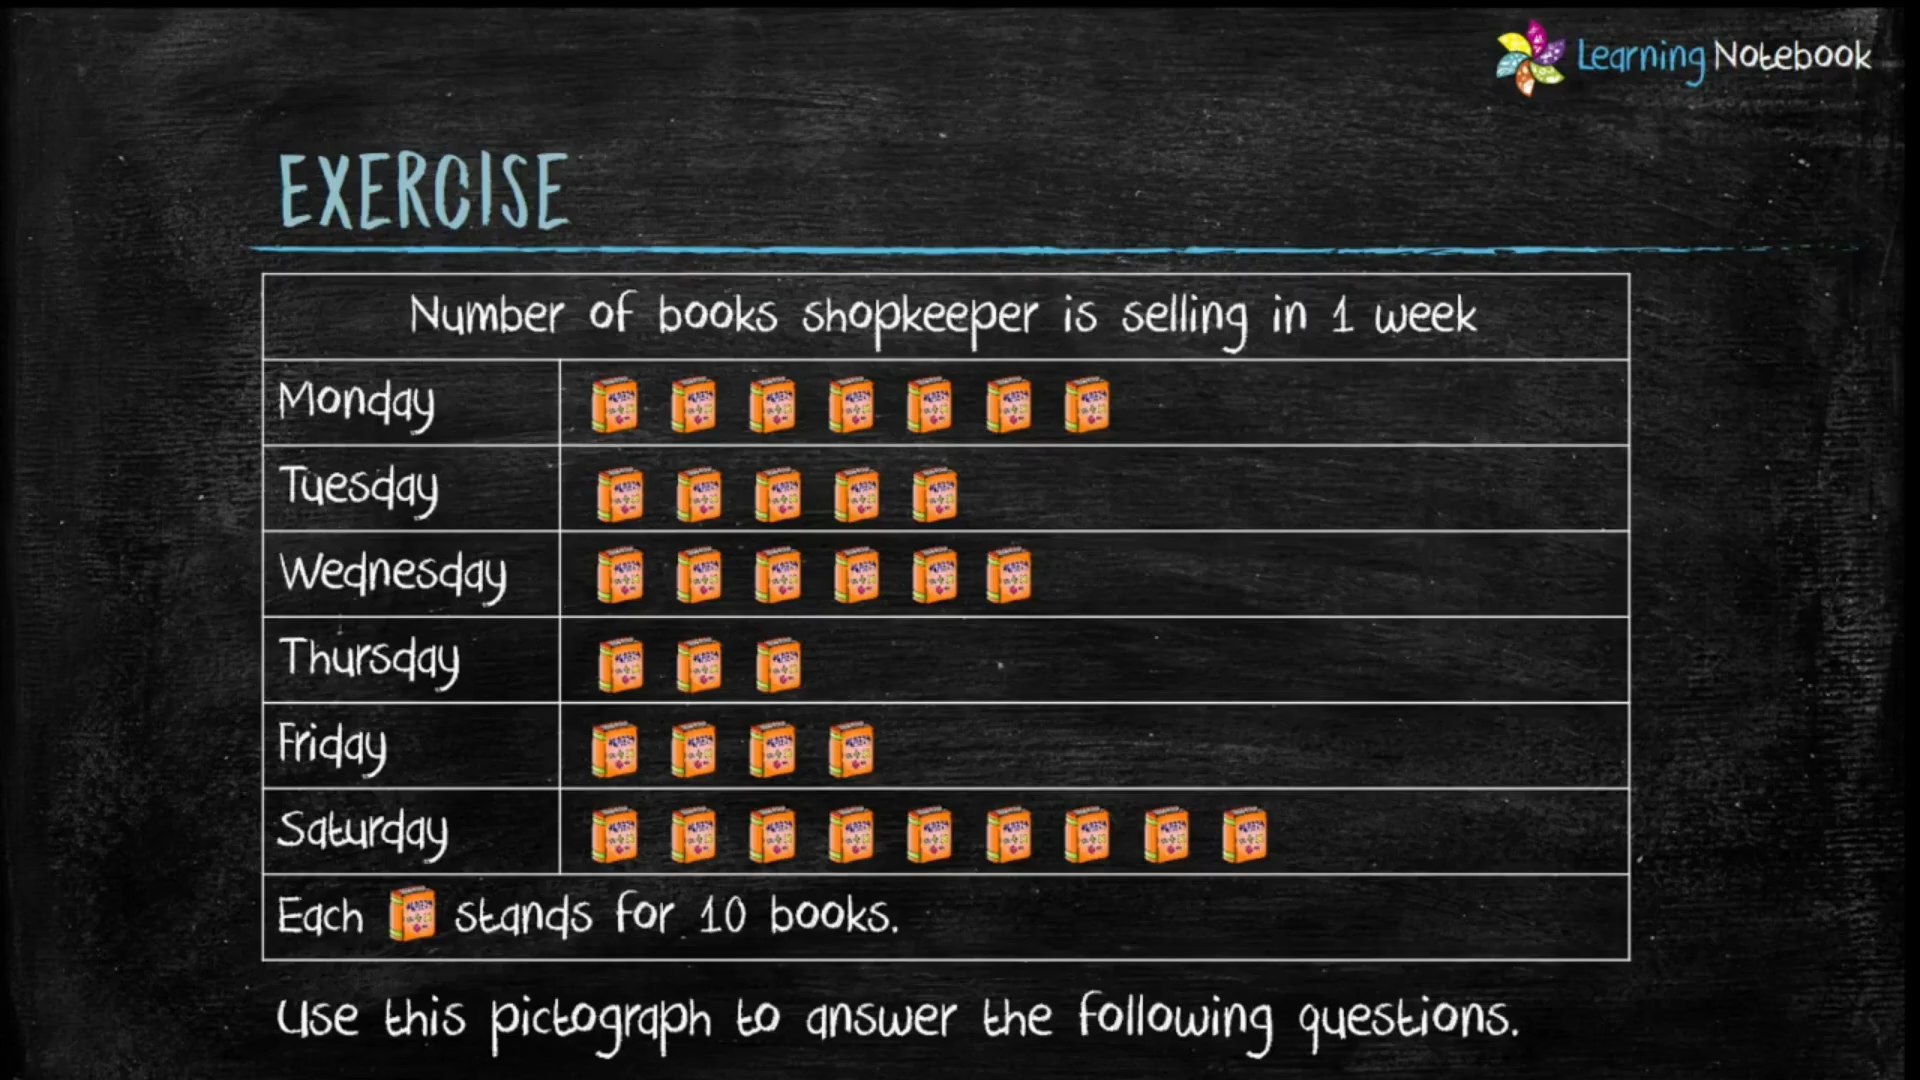 Learning Notebook
EXERCISE
Number of books shopkeeper is selling in 1 week
Monday
Tuesday
Wednesday
Thursday
Friday
Saturday
Each stands for 10 books.
Use this pictograph to answer the following questions.